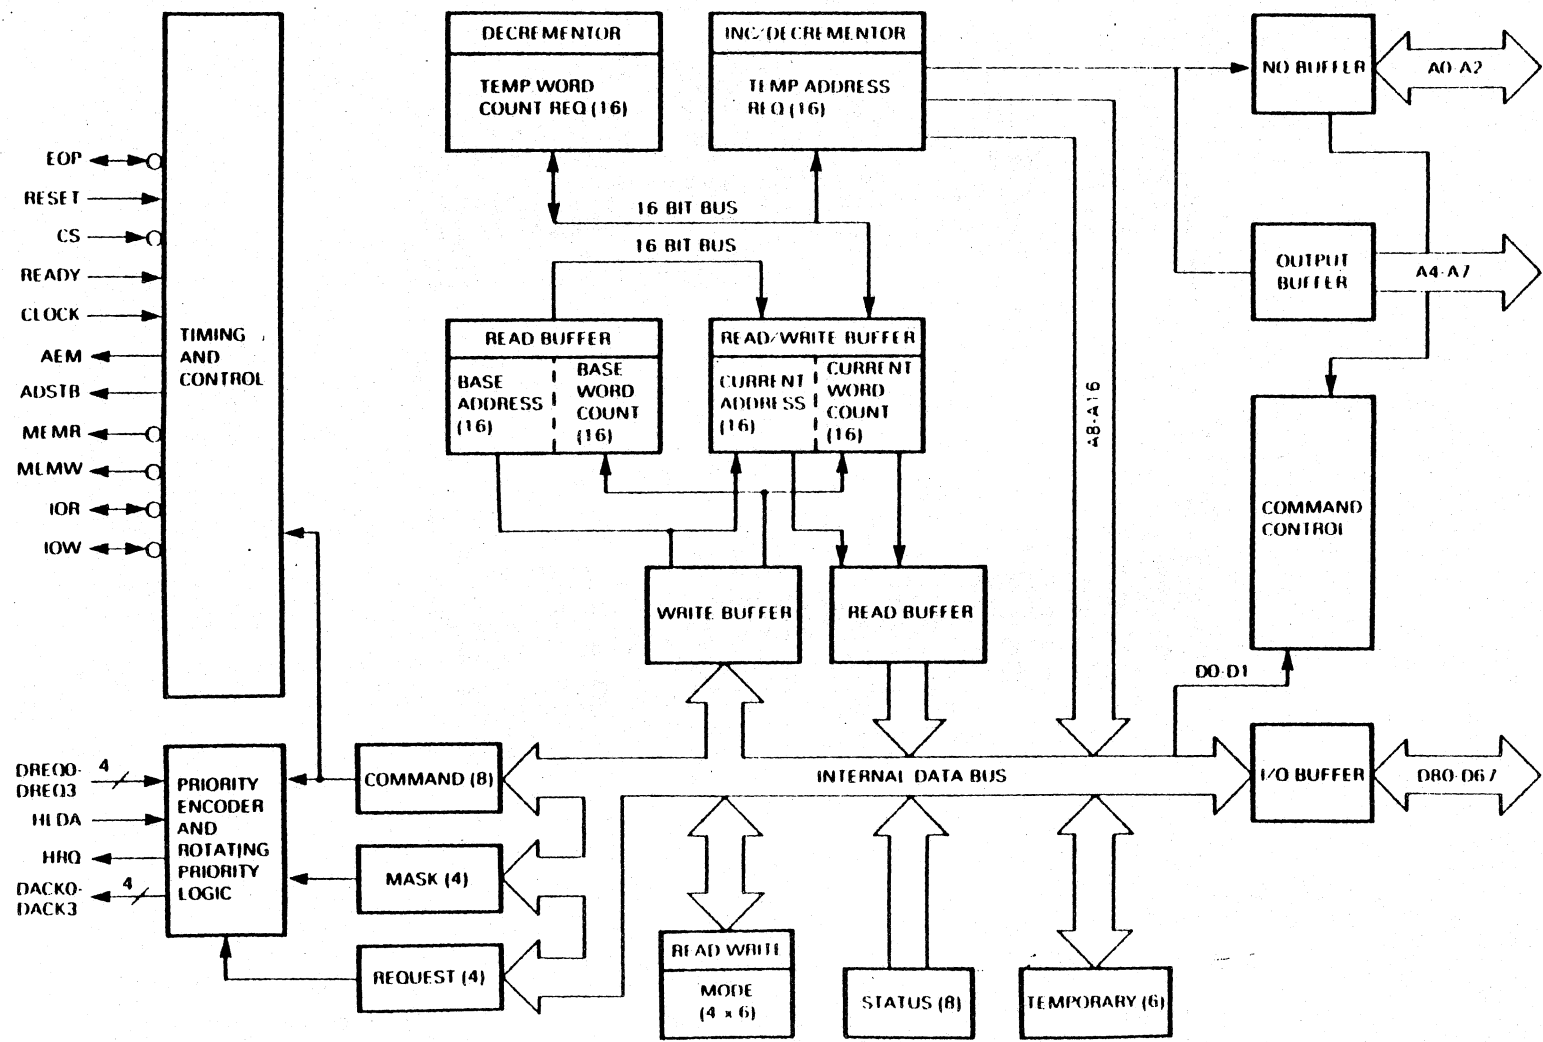 DECREMENTOR
TEMP WORD
COUNT REQ (16)
INC/DECREMENTOR
TEMP ADDRESS
REQ (16)
NO BUFFER
A0-A2
EOP
RESET
CS
READY
CLOCK
AEM
ADSTB
MEMR
MEMW
IOR
IOW
TIMING
AND
CONTROL
16 BIT BUS
16 BIT BUS
OUTPUT
BUFFER
A4-A7
READ BUFFER
BASE
ADDRESS
(16)
BASE
WORD
COUNT
(16)
READ/WRITE BUFFER
CURRENT
ADDRESS
(16)
CURRENT
WORD
COUNT
(16)
A8-A16
COMMAND
CONTROL
WRITE BUFFER
READ BUFFER
D0-D1
DREQ0-
DREQ3
4
HLDA
HRQ
DACK0-
DACK3
4
PRIORITY
ENCODER
AND
ROTATING
PRIORITY
LOGIC
COMMAND (8)
MASK (4)
REQUEST (4)
INTERNAL DATA BUS
I/O BUFFER
D80-D67
READ WRITE
MODE
(4 x 6)
STATUS (8)
TEMPORARY (6)